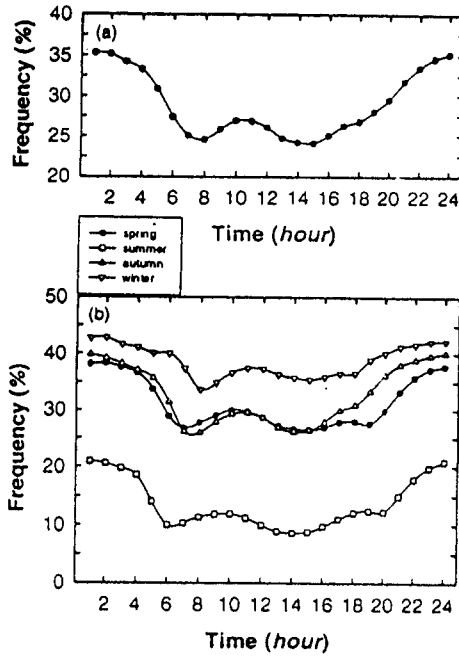 (a)
Frequency (%)
40
35
30
25
20
2 4 6 8 10 12 14 16 18 20 22 24
Time (hour)
spring
summer
autumn
winter
(b)
Frequency (%)
50
40
30
20
10
0
2 4 6 8 10 12 14 16 18 20 22 24
Time (hour)